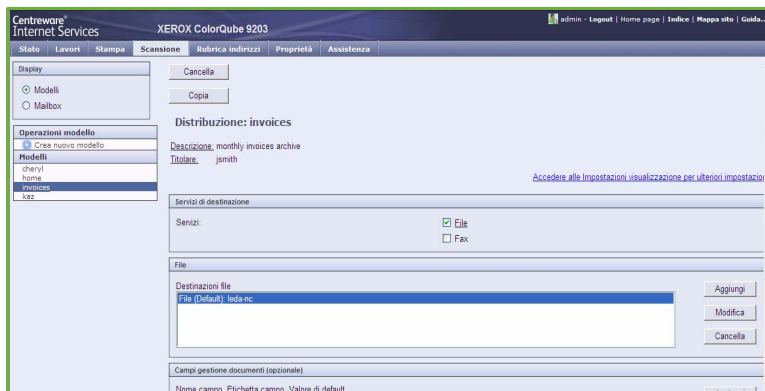 Centreware®
Internet Services
XEROX ColorQube 9203
admin - Logout | Home page | Indice | Mappa sito | Guida...
Stato Lavori Stampa Scansione Rubrica indirizzi Proprietà Assistenza
Display
Modelli
Mailbox
Operazioni modello
Crea nuovo modello
Modelli
cheryl
home
invoices
kaz
Cancella
Copia
Distribuzione: invoices
Descrizione: monthly invoices archive
Titolare: jsmith
Accedere alle Impostazioni visualizzazione per ulteriori impostazion
Servizi di destinazione
Servizi:
File
Fax
File
Destinazioni file
File (Default): leda-nc
Aggiungi
Modifica
Cancella
Campi gestione documenti (opzionale)
Nome campo, Etichetta campo, Valore di default